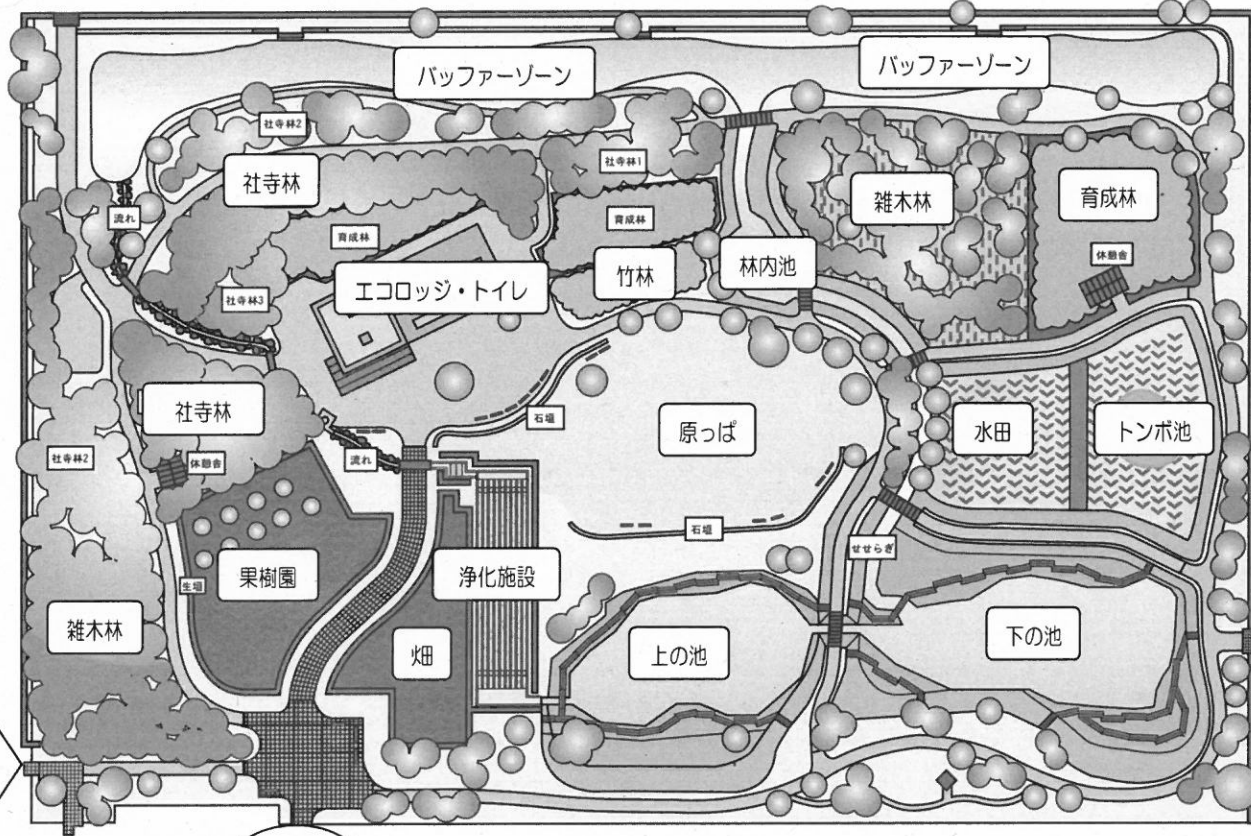 バッファーゾーン
バッファーゾーン
社寺林2
社寺林
社寺林1
雑木林
育成林
流れ
育成林
育成林
休憩舎
エコロッジ・トイレ
竹林
林内池
社寺林3
社寺林
石垣
原っぱ
水田
トンボ池
社寺林2
休憩舎
流れ
石垣
せせらぎ
生垣
果樹園
浄化施設
雑木林
畑
上の池
下の池